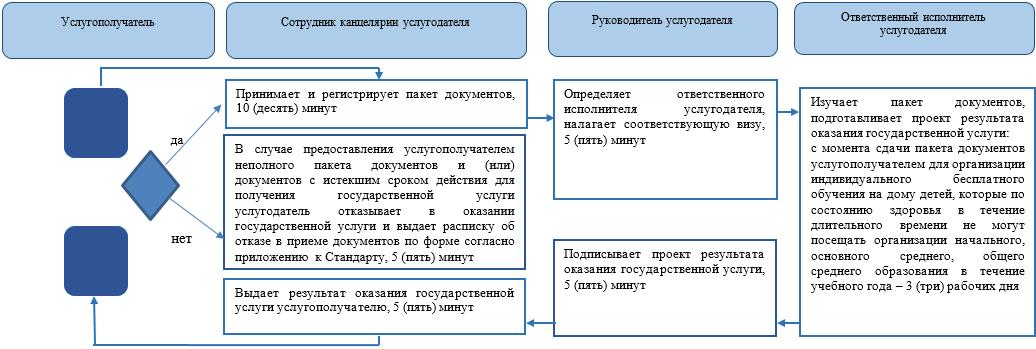 Услугополучатель
Сотрудник канцелярии услугодателя
Руководитель услугодателя
Ответственный исполнитель
услугодателя
Принимает и регистрирует пакет документов,
10 (десять) минут
да
В случае предоставления услугополучателем
неполного пакета документов и (или)
документов с истекшим сроком действия для
получения государственной услуги
услугодатель отказывает в оказании
государственной услуги и выдает расписку об
отказе в приеме документов по форме согласно
приложению к Стандарту, 5 (пять) минут
нет
Выдает результат оказания государственной
услуги услугополучателю, 5 (пять) минут
Определяет ответственного
исполнителя услугодателя,
налагает соответствующую визу,
5 (пять) минут
Подписывает проект результата
оказания государственной услуги,
5 (пять) минут
Изучает пакет документов,
подготавливает проект результата
оказания государственной услуги:
с момента сдачи пакета документов
услугополучателем для организации
индивидуального бесплатного
обучения на дому детей, которые по
состоянию здоровья в течение
длительного времени не могут
посещать организации начального,
основного среднего, общего
среднего образования в течение
учебного года – 3 (три) рабочих дня